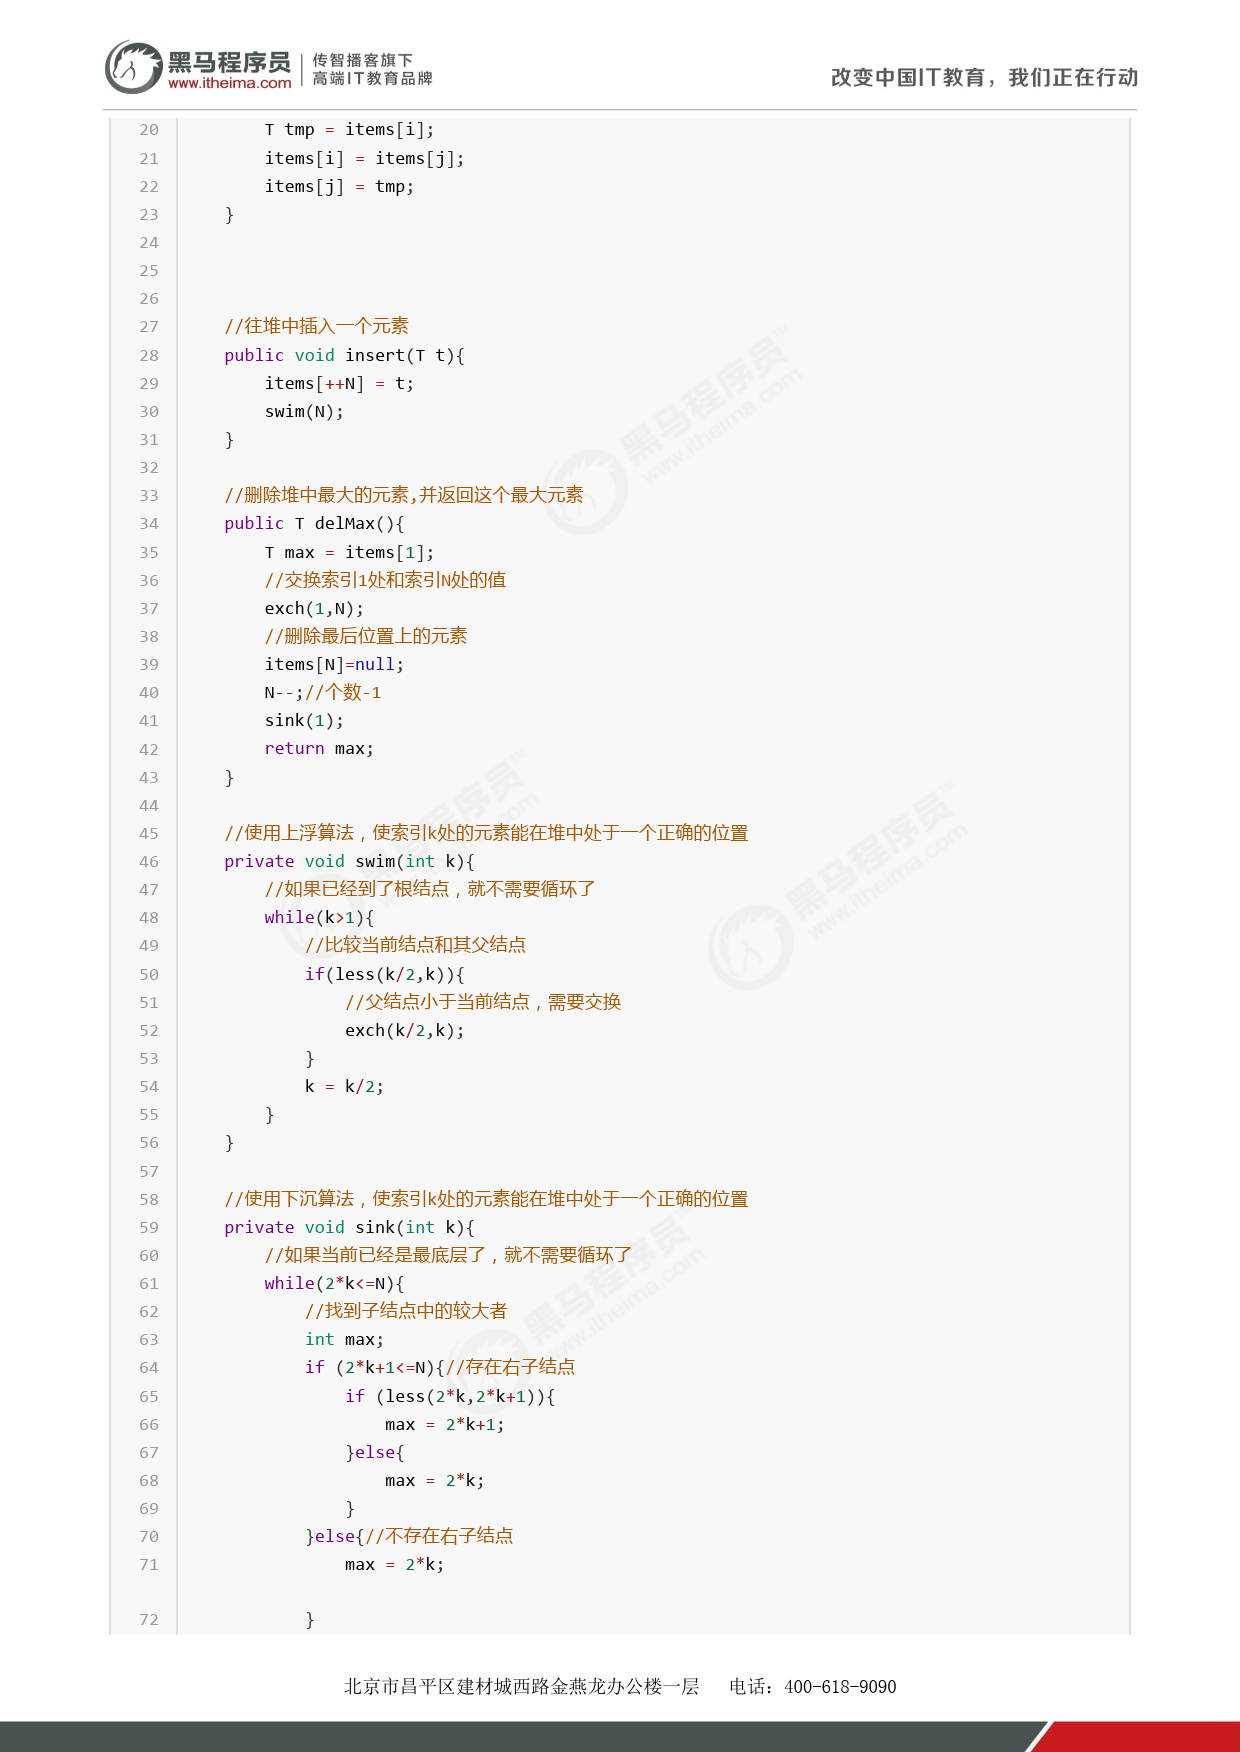 黑马程序员 传智播客旗下
www.itheima.com 高端IT教育品牌
改变中国IT教育，我们正在行动
20         T tmp = items[i];
21         items[i] = items[j];
22         items[j] = tmp;
23     }
24
25
26
27     //往堆中插入一个元素
28     public void insert(T t){
29         items[++N] = t;
30         swim(N);
31     }
32
33     //删除堆中最大的元素,并返回这个最大元素
34     public T delMax(){
35         T max = items[1];
36         //交换索引1处和索引N处的值
37         exch(1,N);
38         //删除最后位置上的元素
39         items[N]=null;
40         N--;//个数-1
41         sink(1);
42         return max;
43     }
44
45     //使用上浮算法，使索引k处的元素能在堆中处于一个正确的位置
46     private void swim(int k){
47         //如果已经到了根结点，就不需要循环了
48         while(k>1){
49             //比较当前结点和其父结点
50             if(less(k/2,k)){
51                 //父结点小于当前结点，需要交换
52                 exch(k/2,k);
53             }
54             k = k/2;
55         }
56     }
57
58     //使用下沉算法，使索引k处的元素能在堆中处于一个正确的位置
59     private void sink(int k){
60         //如果当前已经是最底层了，就不需要循环了
61         while(2*k<=N){
62             //找到子结点中的较大者
63             int max;
64             if (2*k+1<=N){//存在右子结点
65                 if (less(2*k,2*k+1)){
66                     max = 2*k+1;
67                 }else{
68                     max = 2*k;
69                 }
70             }else{//不存在右子结点
71                 max = 2*k;
72             }
北京市昌平区建材城西路金燕龙办公楼一层 电话：400-618-9090